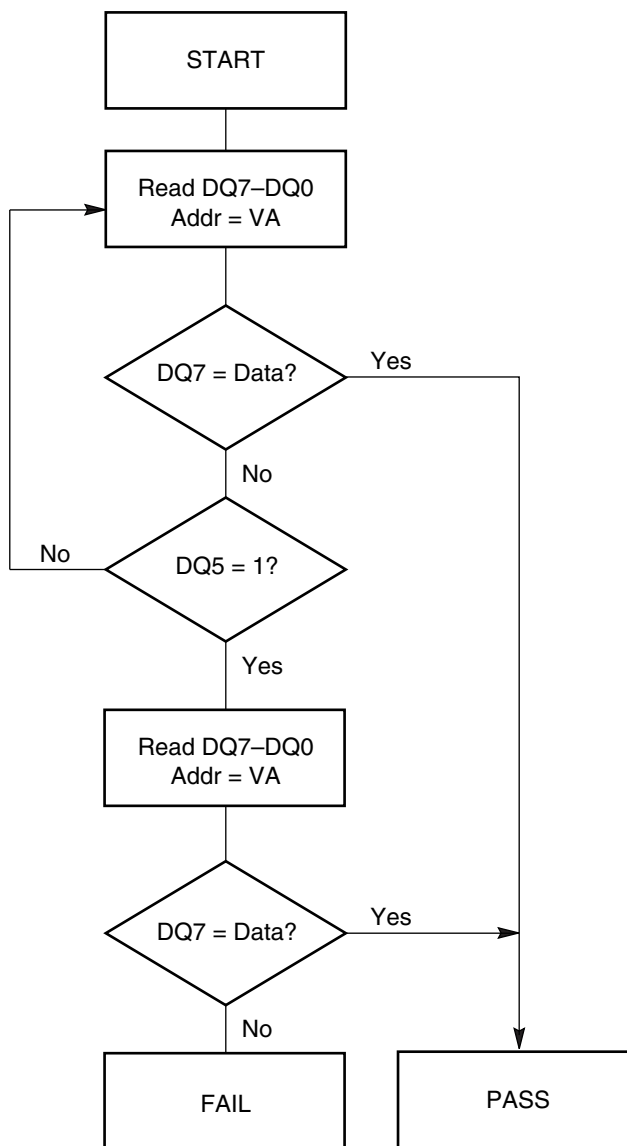 START
Read DQ7–DQ0
Addr = VA
DQ7 = Data?
Yes
No
DQ5 = 1?
No
Yes
Read DQ7–DQ0
Addr = VA
DQ7 = Data?
Yes
No
FAIL
PASS